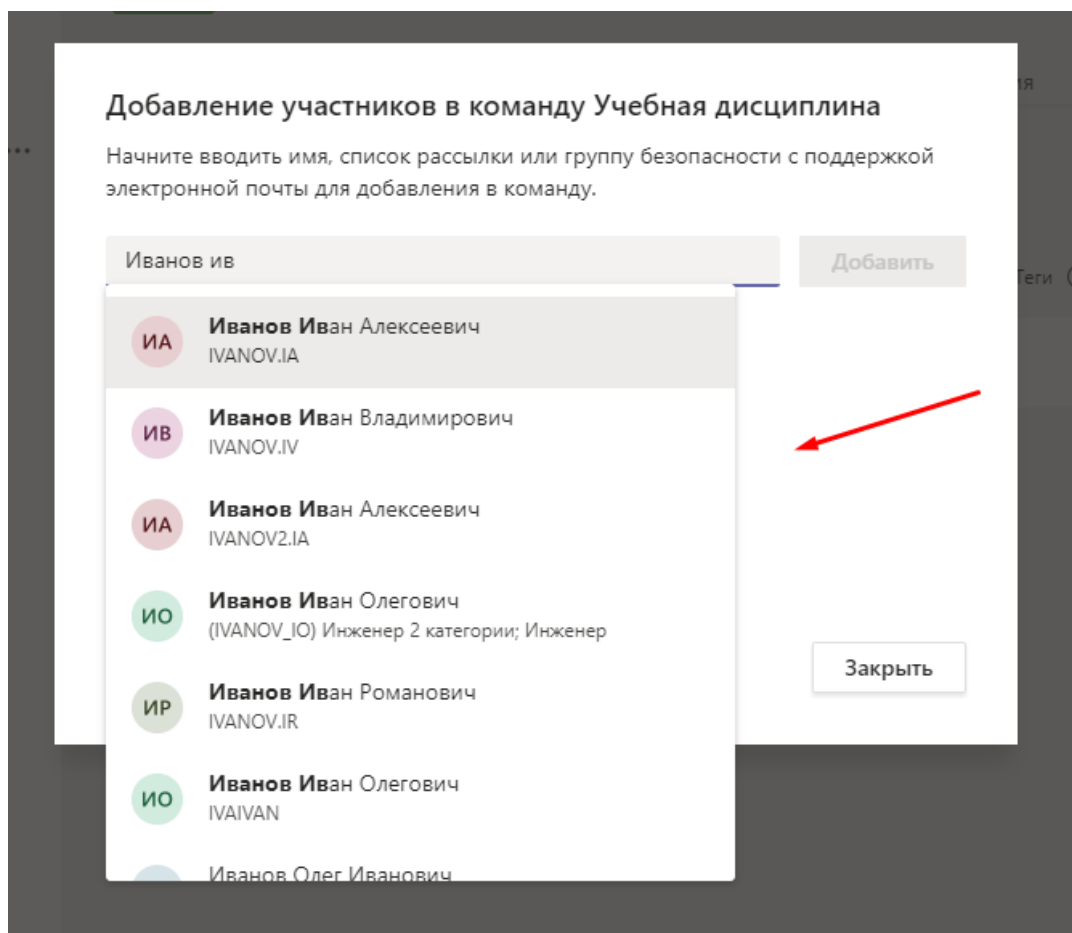 ия
...
Добавление участников в команду Учебная дисциплина
Начните вводить имя, список рассылки или группу безопасности с поддержкой
электронной почты для добавления в команду.
Иванов ив
Добавить
Теги (
ИА
Иванов Иван Алексеевич
IVANOV.IA
ИВ
Иванов Иван Владимирович
IVANOV.IV
ИА
Иванов Иван Алексеевич
IVANOV2.IA
ИО
Иванов Иван Олегович
(IVANOV_IO) Инженер 2 категории; Инженер
Закрыть
ИР
Иванов Иван Романович
IVANOV.IR
ИО
Иванов Иван Олегович
IVAIVAN
Иванов Олег Иванович